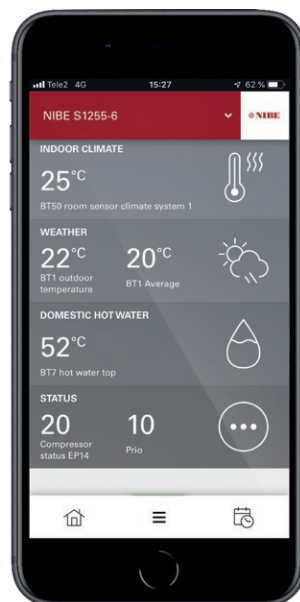 Tele2 4G 15:27 62 %
NIBE S1255-6 NIBE
INDOOR CLIMATE
25°C
BT50 room sensor climate system 1
WEATHER
22°C 20°C
BT1 outdoor BT1 Average
temperature
DOMESTIC HOT WATER
52°C
BT7 hot water top
STATUS
20 10
Compressor Prio
status EP14